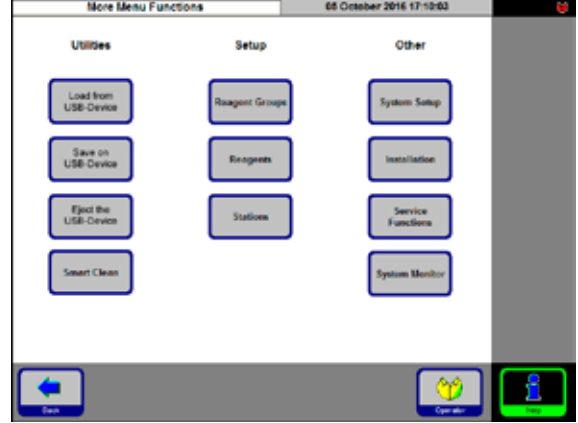 More Menu Functions
05 October 2016 17:10:03
Utilities
Setup
Other
Load from
USB-Device
Reagent Groups
System Setup
Save on
USB-Device
Reagents
Installation
Eject the
USB-Device
Stations
Service
Functions
Smart Clean
System Monitor
Back
Operator
Help